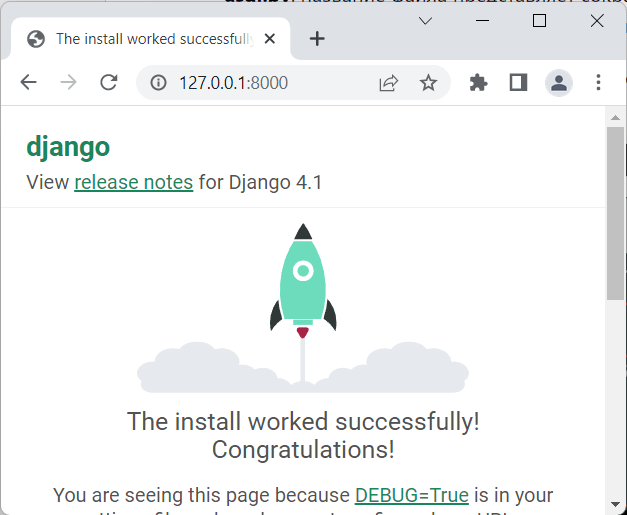 The install worked successfully
127.0.0.1:8000
django
View release notes for Django 4.1
The install worked successfully!
Congratulations!
You are seeing this page because DEBUG=True is in your